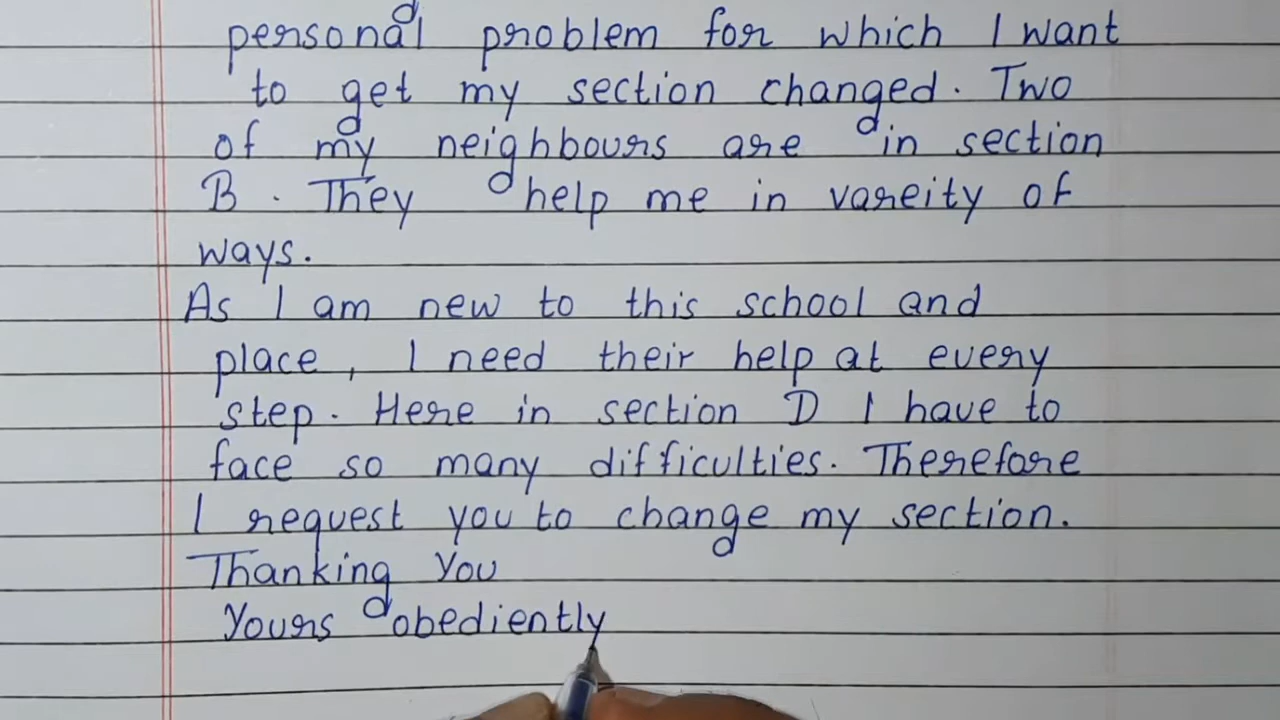 personal problem for which I want
to get my section changed. Two
of my neighbours are in section
B. They help me in vareity of
ways.
As I am new to this school and
place, I need their help at every
step. Here in section D I have to
face so many difficulties. Therefore
I request you to change my section.
Thanking You
Yours obediently